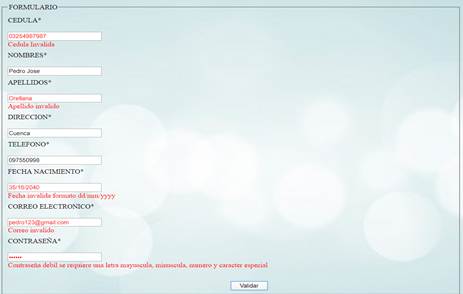 FORMULARIO
CEDULA*
03254987987
Cedula Invalida
NOMBRES*
Pedro Jose
APELLIDOS*
Orellana
Apellido invalido
DIRECCION*
Cuenca
TELEFONO*
097550998
FECHA NACIMIENTO*
35/16/2040
Fecha invalida formato dd/mm/yyyy
CORREO ELECTRONICO*
pedro123@gmail.com
Correo invalido
CONTRASEÑA*
••••••
Contraseña debil se requiere una letra mayuscula, minuscula, numero y caracter especial
Validar